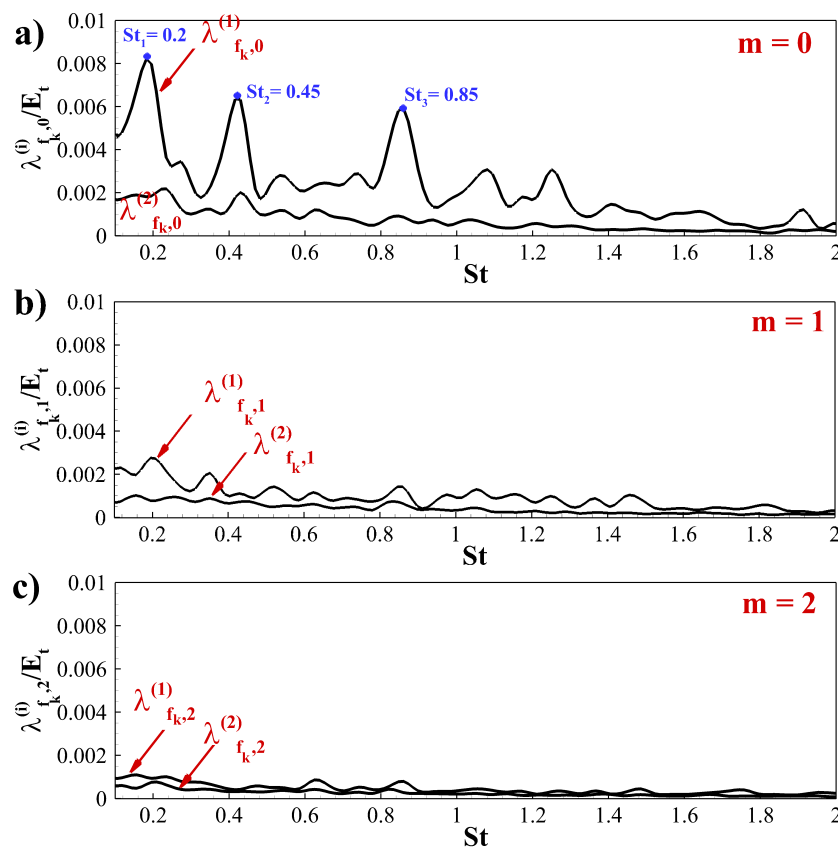 a)
m = 0
St₁= 0.2
λ⁽¹⁾ fₖ,0
St₂= 0.45
St₃= 0.85
λ⁽²⁾ fₖ,0
λ⁽ⁱ⁾ fₖ,0/Eₜ
0.01
0.008
0.006
0.004
0.002
0
0.2 0.4 0.6 0.8 1 1.2 1.4 1.6 1.8 2
St
b)
m = 1
λ⁽¹⁾ fₖ,1
λ⁽²⁾ fₖ,1
λ⁽ⁱ⁾ fₖ,1/Eₜ
0.01
0.008
0.006
0.004
0.002
0
0.2 0.4 0.6 0.8 1 1.2 1.4 1.6 1.8 2
St
c)
m = 2
λ⁽¹⁾ fₖ,2
λ⁽²⁾ fₖ,2
λ⁽ⁱ⁾ fₖ,2/Eₜ
0.01
0.008
0.006
0.004
0.002
0
0.2 0.4 0.6 0.8 1 1.2 1.4 1.6 1.8 2
St